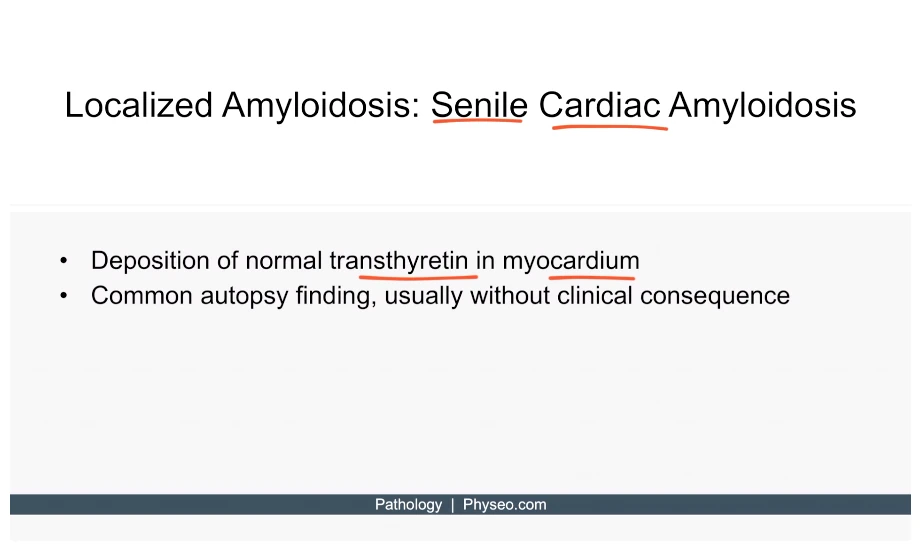 Localized Amyloidosis: Senile Cardiac Amyloidosis
• Deposition of normal transthyretin in myocardium
• Common autopsy finding, usually without clinical consequence
Pathology | Physeo.com